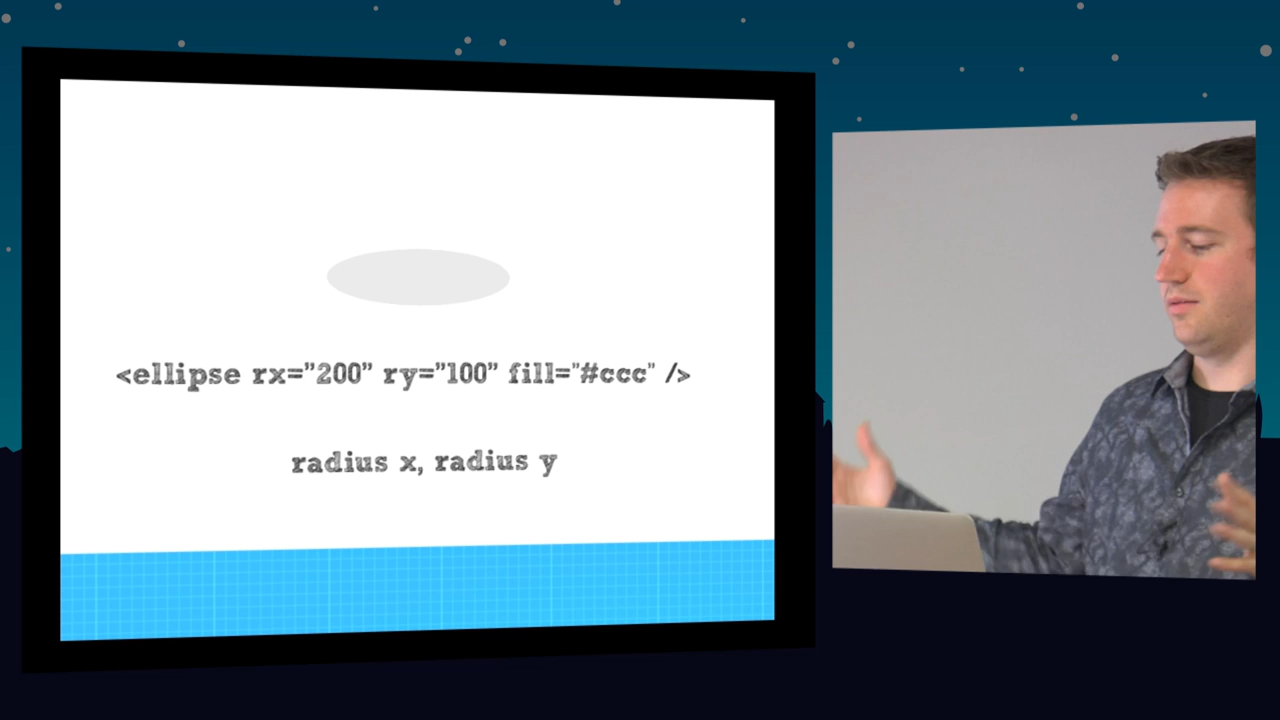 <ellipse rx=”200” ry=”100” fill="#ccc" />
radius x, radius y